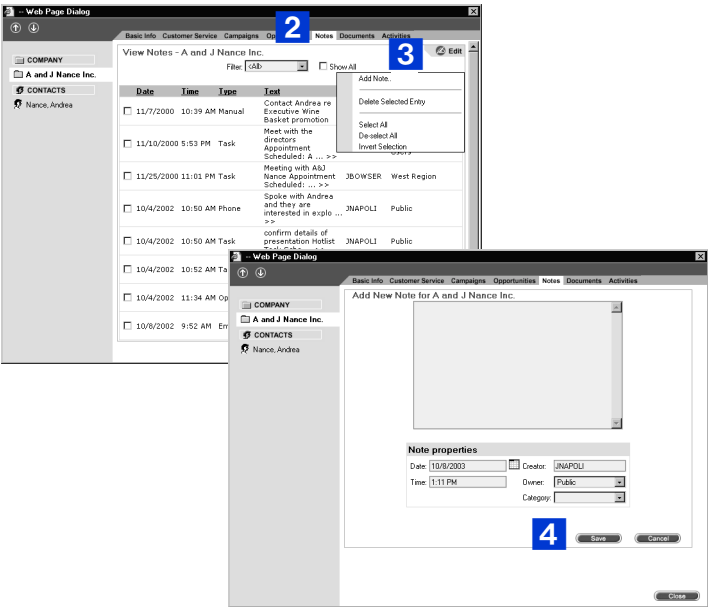 -- Web Page Dialog
Basic Info Customer Service Campaigns 2 Notes Documents Activities
View Notes - A and J Nance Inc.
3
Edit
Filter: <All> Show All
COMPANY
A and J Nance Inc.
CONTACTS
Nance, Andrea
Add Note..
Delete Selected Entry
Select All
De-select All
Invert Selection
Date Time Type Text
11/7/2000 10:39 AM Manual Contact Andrea re
Executive Wine
Basket promotion
11/10/2000 5:53 PM Task Meet with the
directors
Appointment
Scheduled: A ... >>
Users
11/25/2000 11:01 PM Task Meeting with A&J
Nance Appointment
Scheduled: ... >>
JBOWSER West Region
10/4/2002 10:50 AM Phone Spoke with Andrea
and they are
interested in explo ...
>>
JNAPOLI Public
10/4/2002 10:50 AM Task confirm details of
presentation Hotlist
JNAPOLI Public
10/4/2002 10:52 AM Ta
10/4/2002 11:34 AM Op
10/8/2002 9:52 AM Em
-- Web Page Dialog
Basic Info Customer Service Campaigns Opportunities Notes Documents Activities
Add New Note for A and J Nance Inc.
COMPANY
A and J Nance Inc.
CONTACTS
Nance, Andrea
Note properties
Date: 10/8/2003 Creator: JNAPOLI
Time: 1:11 PM Owner: Public
Category:
4
Save Cancel
Close